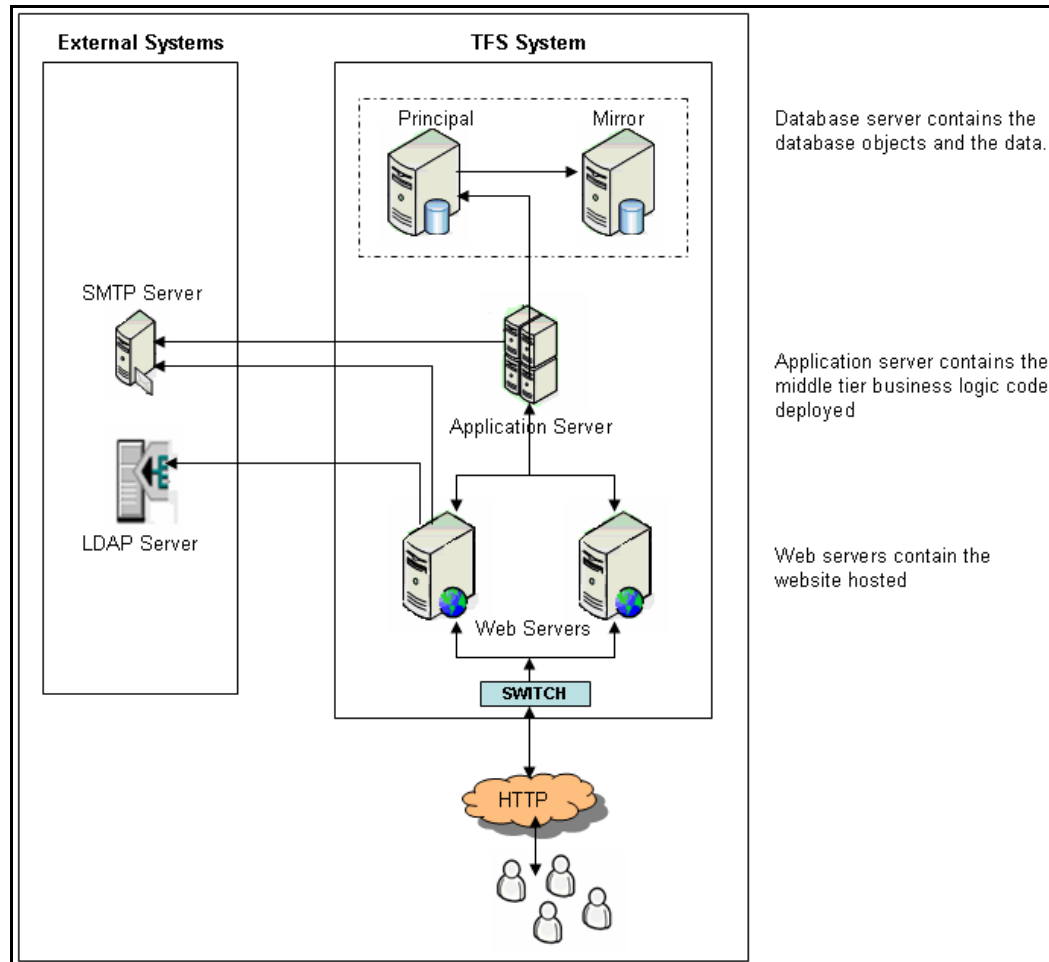 External Systems
TFS System
Principal
Mirror
Database server contains the
database objects and the data.
SMTP Server
Application Server
Application server contains the
middle tier business logic code
deployed
LDAP Server
Web Servers
Web servers contain the
website hosted
SWITCH
HTTP